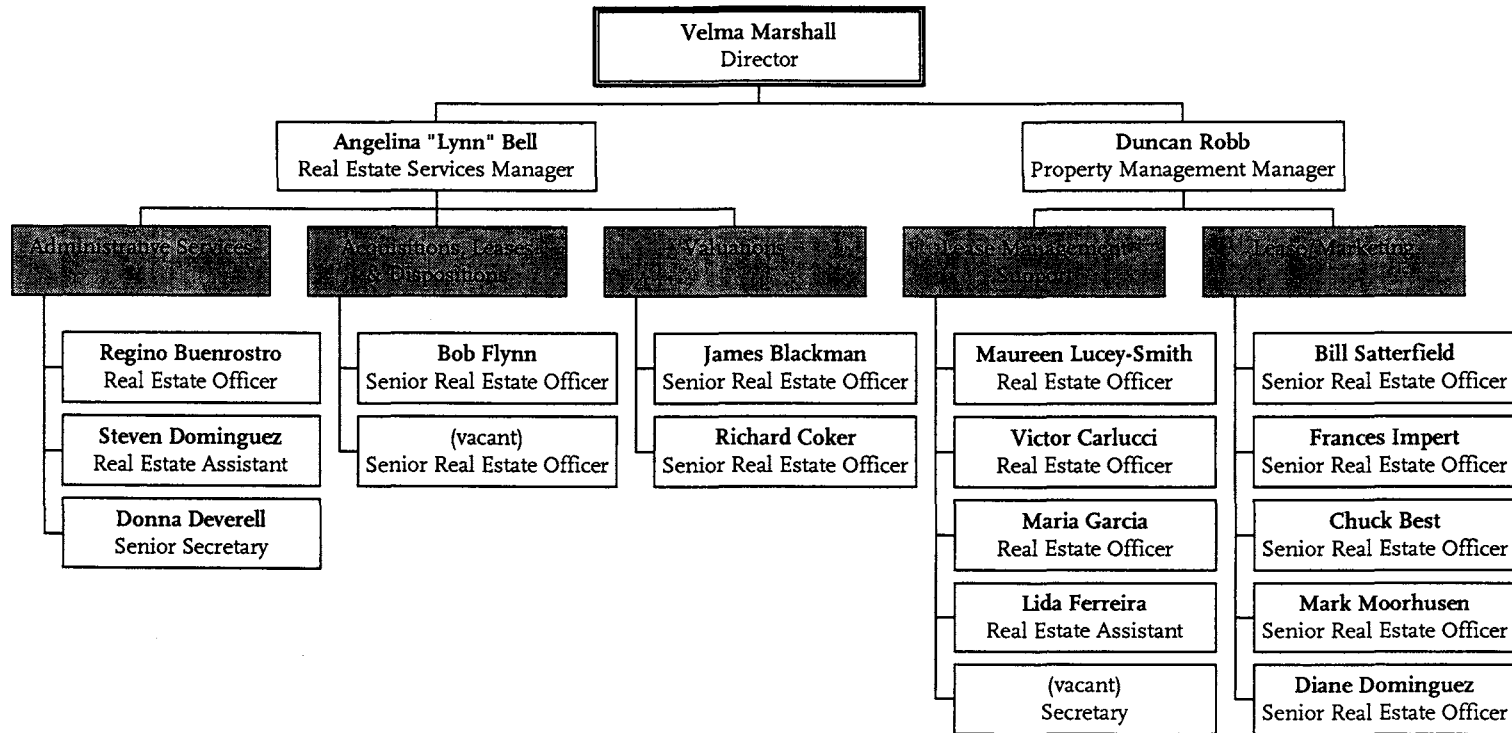 Velma Marshall
Director
Angelina "Lynn" Bell
Real Estate Services Manager
Duncan Robb
Property Management Manager
Administrative Services
Acquisitions, Leases
& Dispositions
Valuations
Lease Management
Support
Lease/Marketing
Regino Buenrostro
Real Estate Officer
Steven Dominguez
Real Estate Assistant
Donna Deverell
Senior Secretary
Bob Flynn
Senior Real Estate Officer
(vacant)
Senior Real Estate Officer
James Blackman
Senior Real Estate Officer
Richard Coker
Senior Real Estate Officer
Maureen Lucey-Smith
Real Estate Officer
Victor Carlucci
Real Estate Officer
Maria Garcia
Real Estate Officer
Lida Ferreira
Real Estate Assistant
(vacant)
Secretary
Bill Satterfield
Senior Real Estate Officer
Frances Impert
Senior Real Estate Officer
Chuck Best
Senior Real Estate Officer
Mark Moorhusen
Senior Real Estate Officer
Diane Dominguez
Senior Real Estate Officer